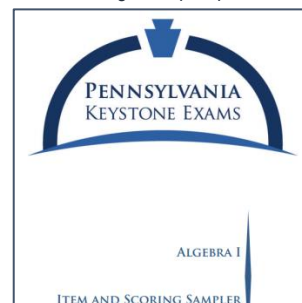 PENNSYLVANIA
KEYSTONE EXAMS
ALGEBRA I
ITEM AND SCORING SAMPLER